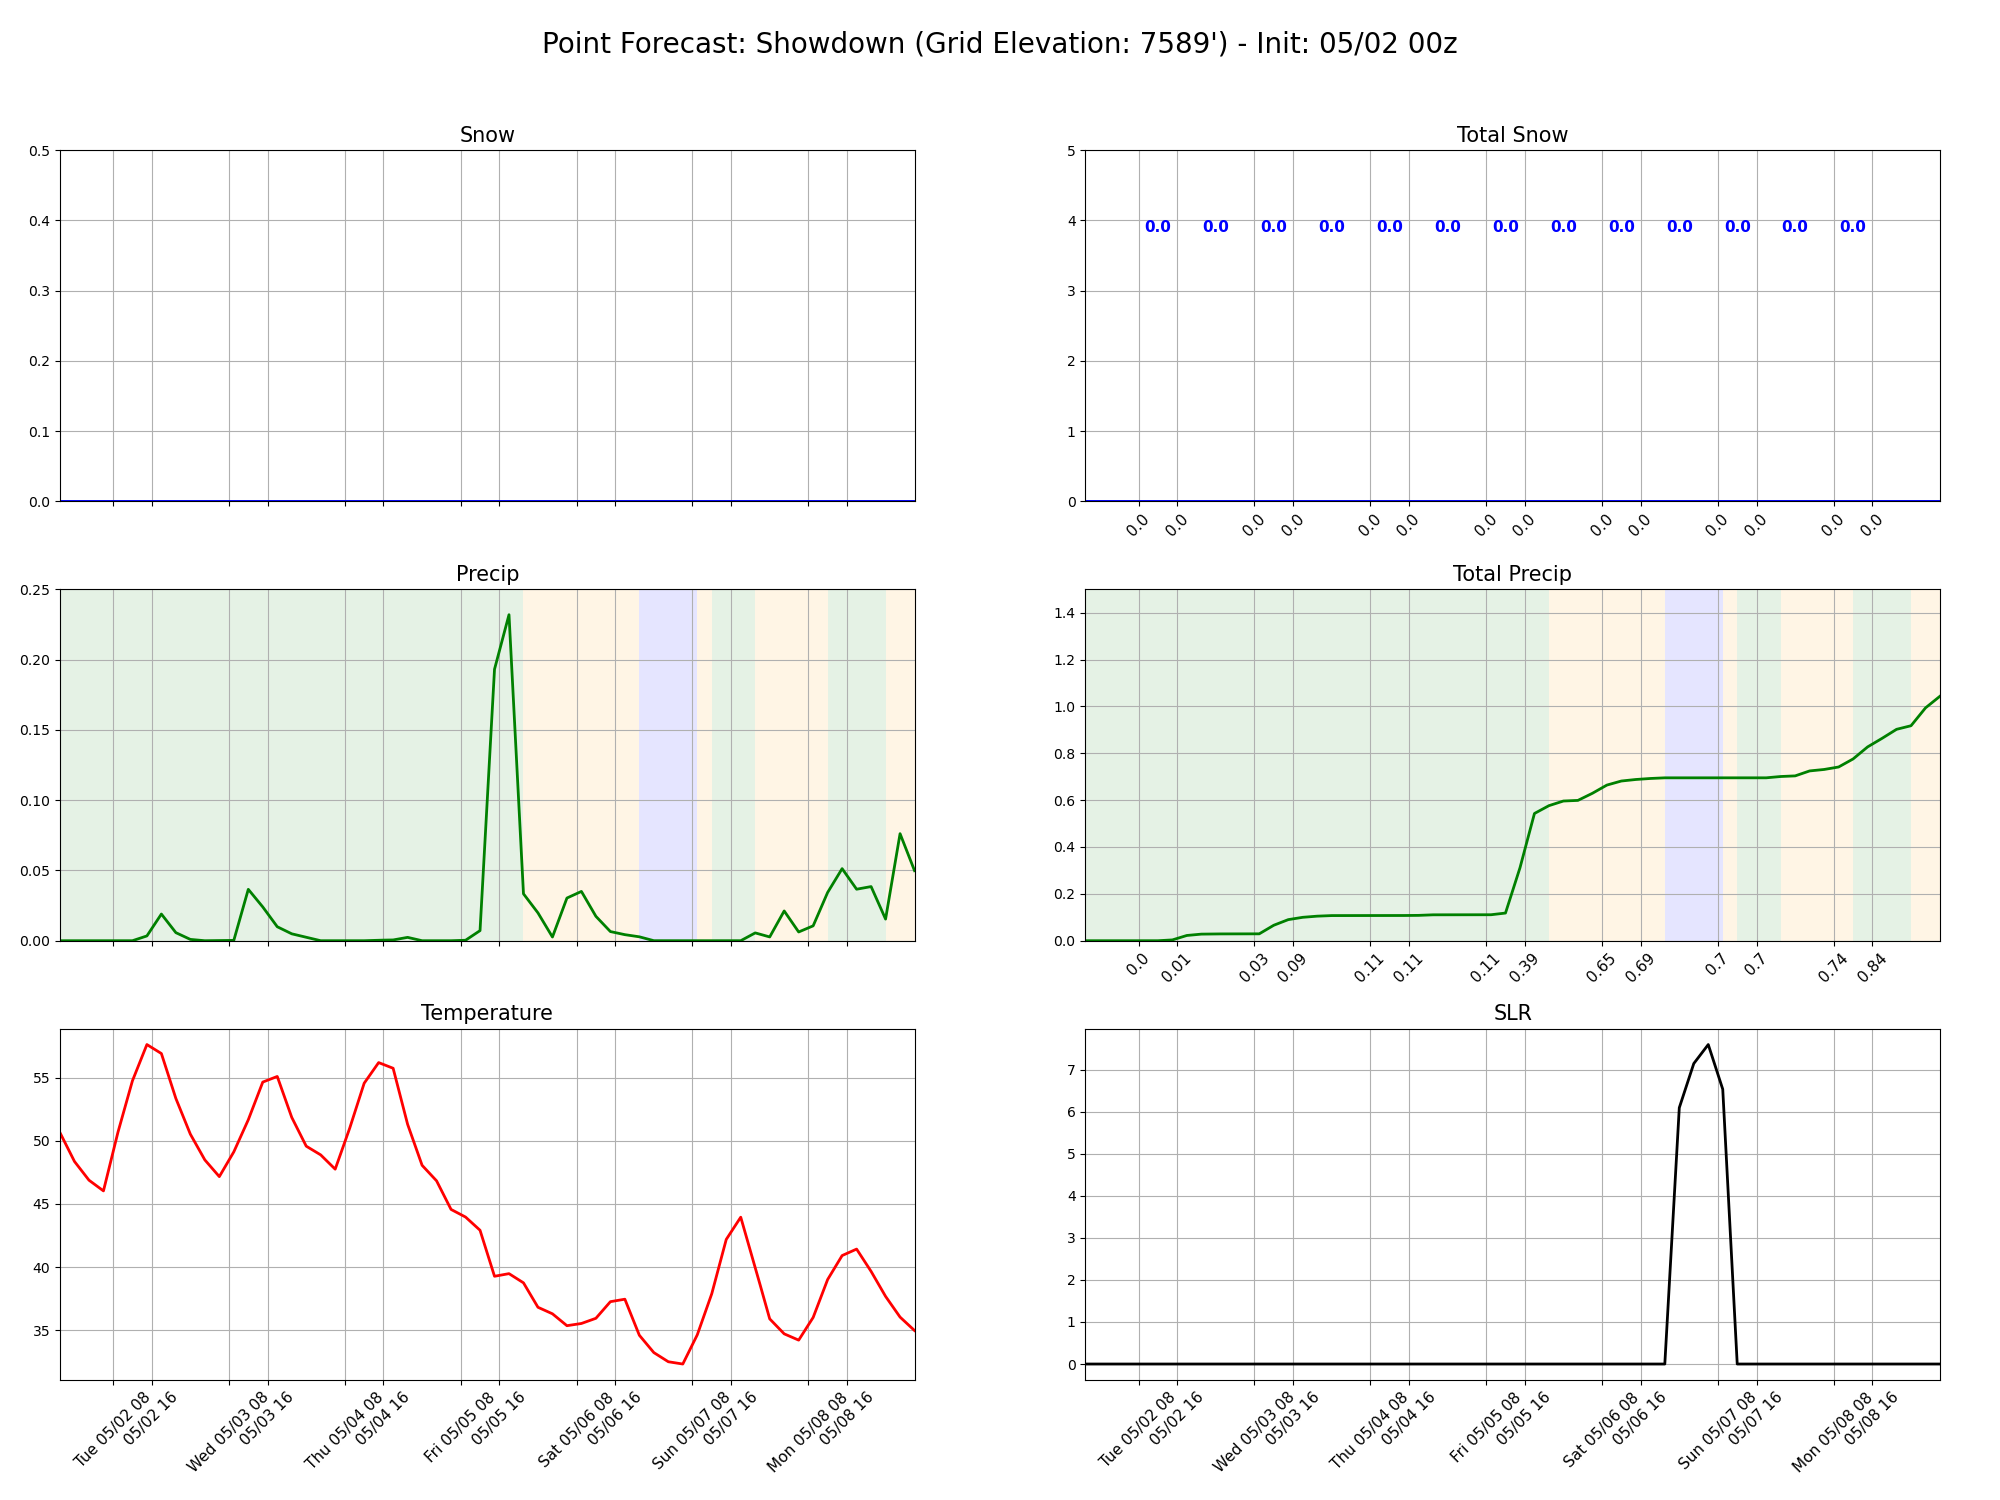 Point Forecast: Showdown (Grid Elevation: 7589') - Init: 05/02 00z
Snow
0.5
0.4
0.3
0.2
0.1
0.0
Total Snow
5
4
3
2
1
0
0.0 0.0 0.0 0.0 0.0 0.0 0.0 0.0 0.0 0.0 0.0 0.0 0.0
0.0 0.0 0.0 0.0 0.0 0.0 0.0 0.0 0.0 0.0 0.0 0.0 0.0 0.0
Precip
0.25
0.20
0.15
0.10
0.05
0.00
Total Precip
1.4
1.2
1.0
0.8
0.6
0.4
0.2
0.0
0.0 0.01 0.03 0.09 0.11 0.11 0.11 0.39 0.65 0.69 0.7 0.7 0.74 0.84
Temperature
55
50
45
40
35
Tue 05/02 08
05/02 16
Wed 05/03 08
05/03 16
Thu 05/04 08
05/04 16
Fri 05/05 08
05/05 16
Sat 05/06 08
05/06 16
Sun 05/07 08
05/07 16
Mon 05/08 08
05/08 16
SLR
7
6
5
4
3
2
1
0
Tue 05/02 08
05/02 16
Wed 05/03 08
05/03 16
Thu 05/04 08
05/04 16
Fri 05/05 08
05/05 16
Sat 05/06 08
05/06 16
Sun 05/07 08
05/07 16
Mon 05/08 08
05/08 16